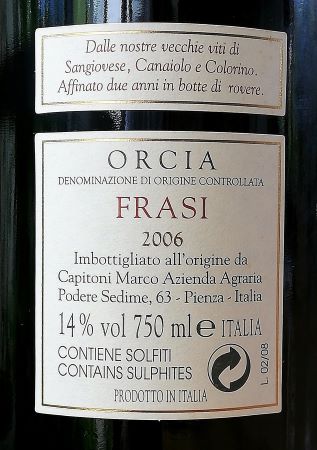 Dalle nostre vecchie viti di
Sangiovese, Canaiolo e Colorino.
Affinato due anni in botte di rovere.
ORCIA
DENOMINAZIONE DI ORIGINE CONTROLLATA
FRASI
2006
Imbottigliato all'origine da
Capitoni Marco Azienda Agraria
Podere Sedime, 63 - Pienza - Italia
14% vol 750 ml e ITALIA
CONTIENE SOLFITI
CONTAINS SULPHITES
L. 02/08
PRODOTTO IN ITALIA